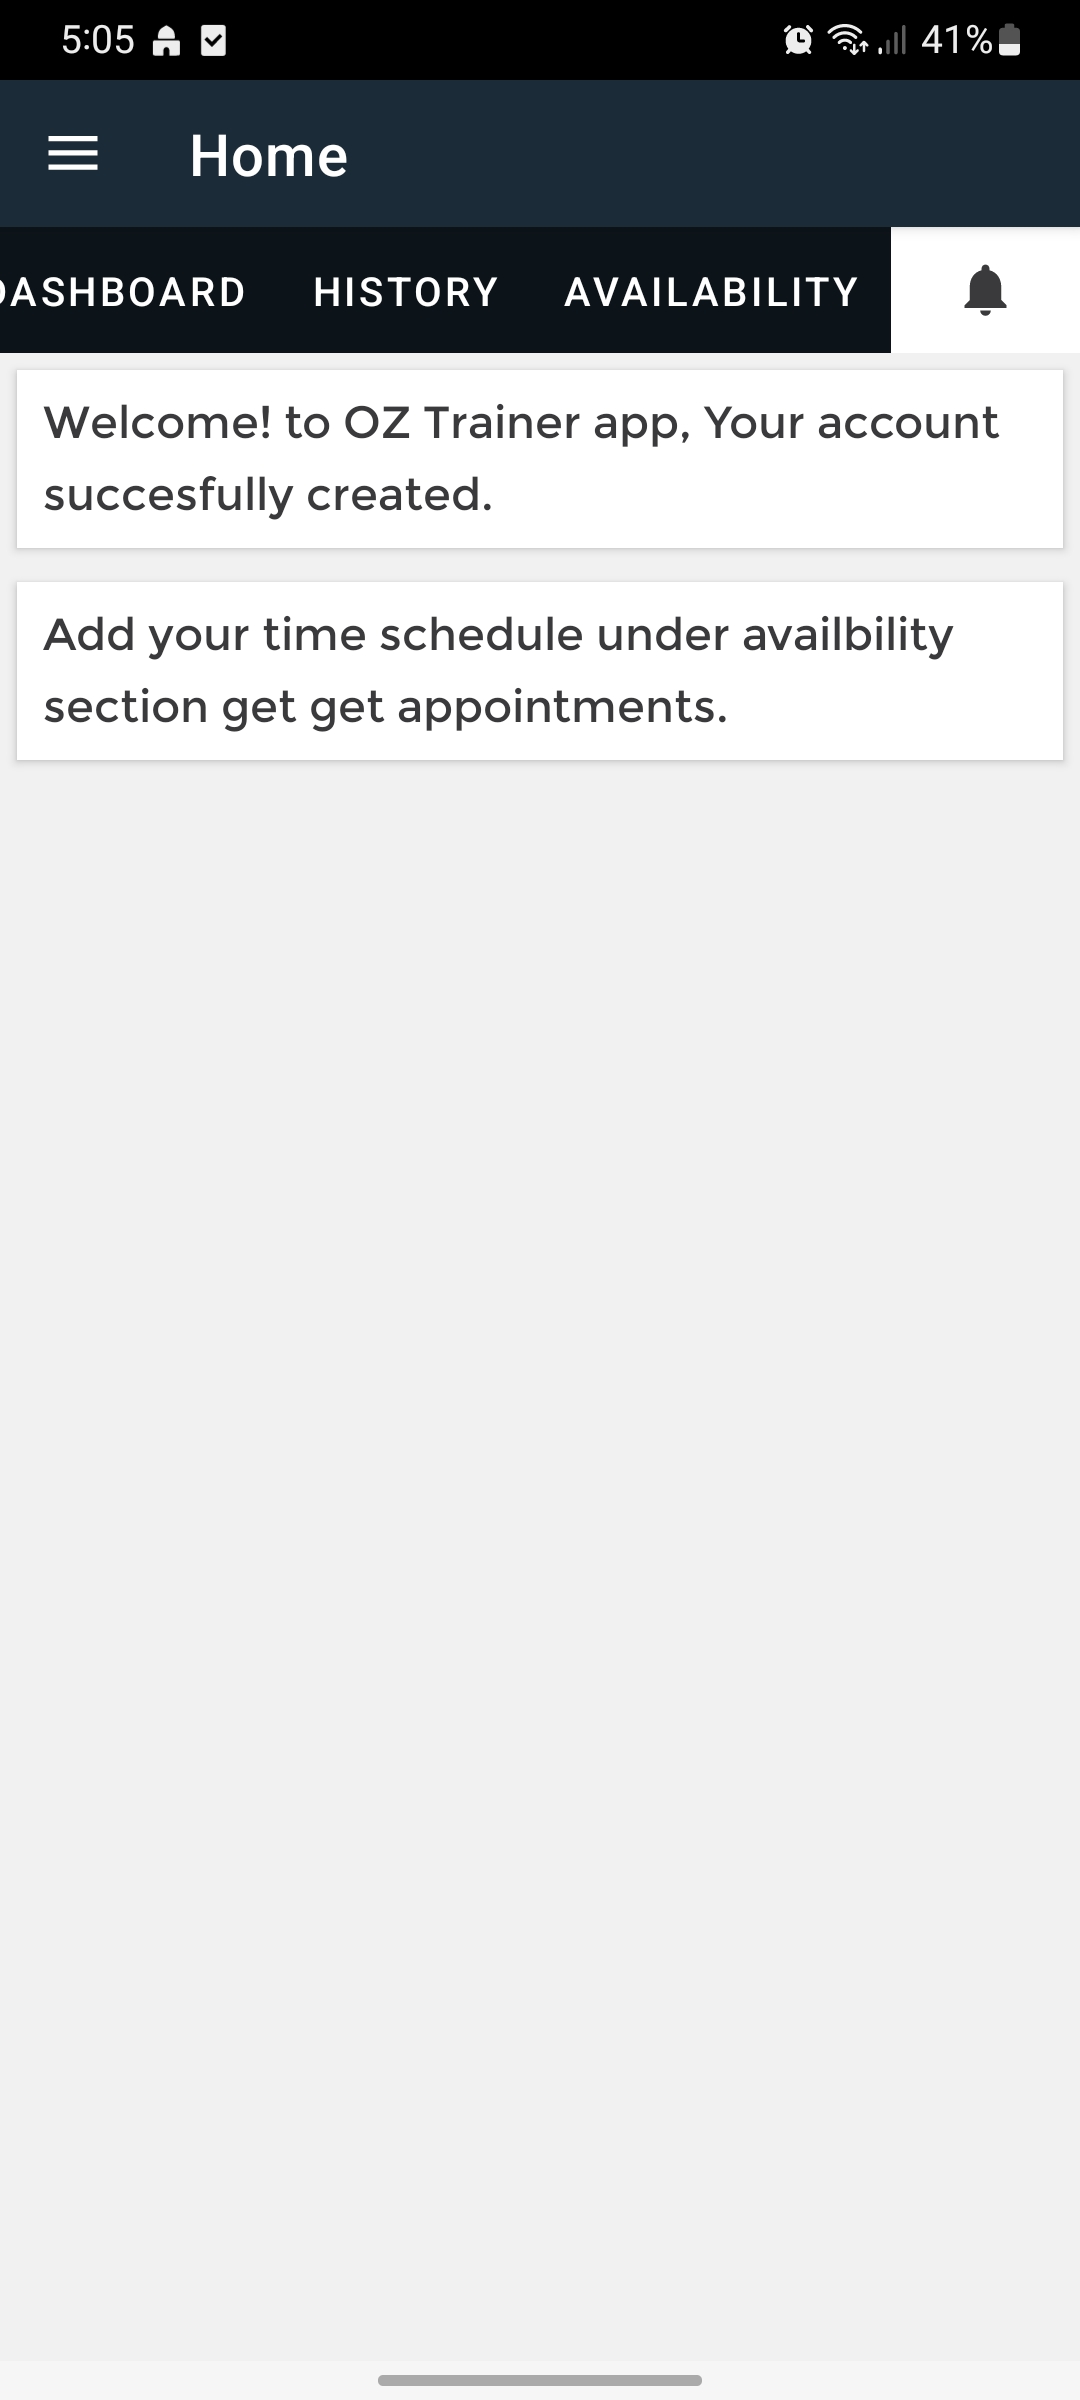 5:05
41%
Home
DASHBOARD HISTORY AVAILABILITY
Welcome! to OZ Trainer app, Your account
succesfully created.
Add your time schedule under availbility
section get get appointments.